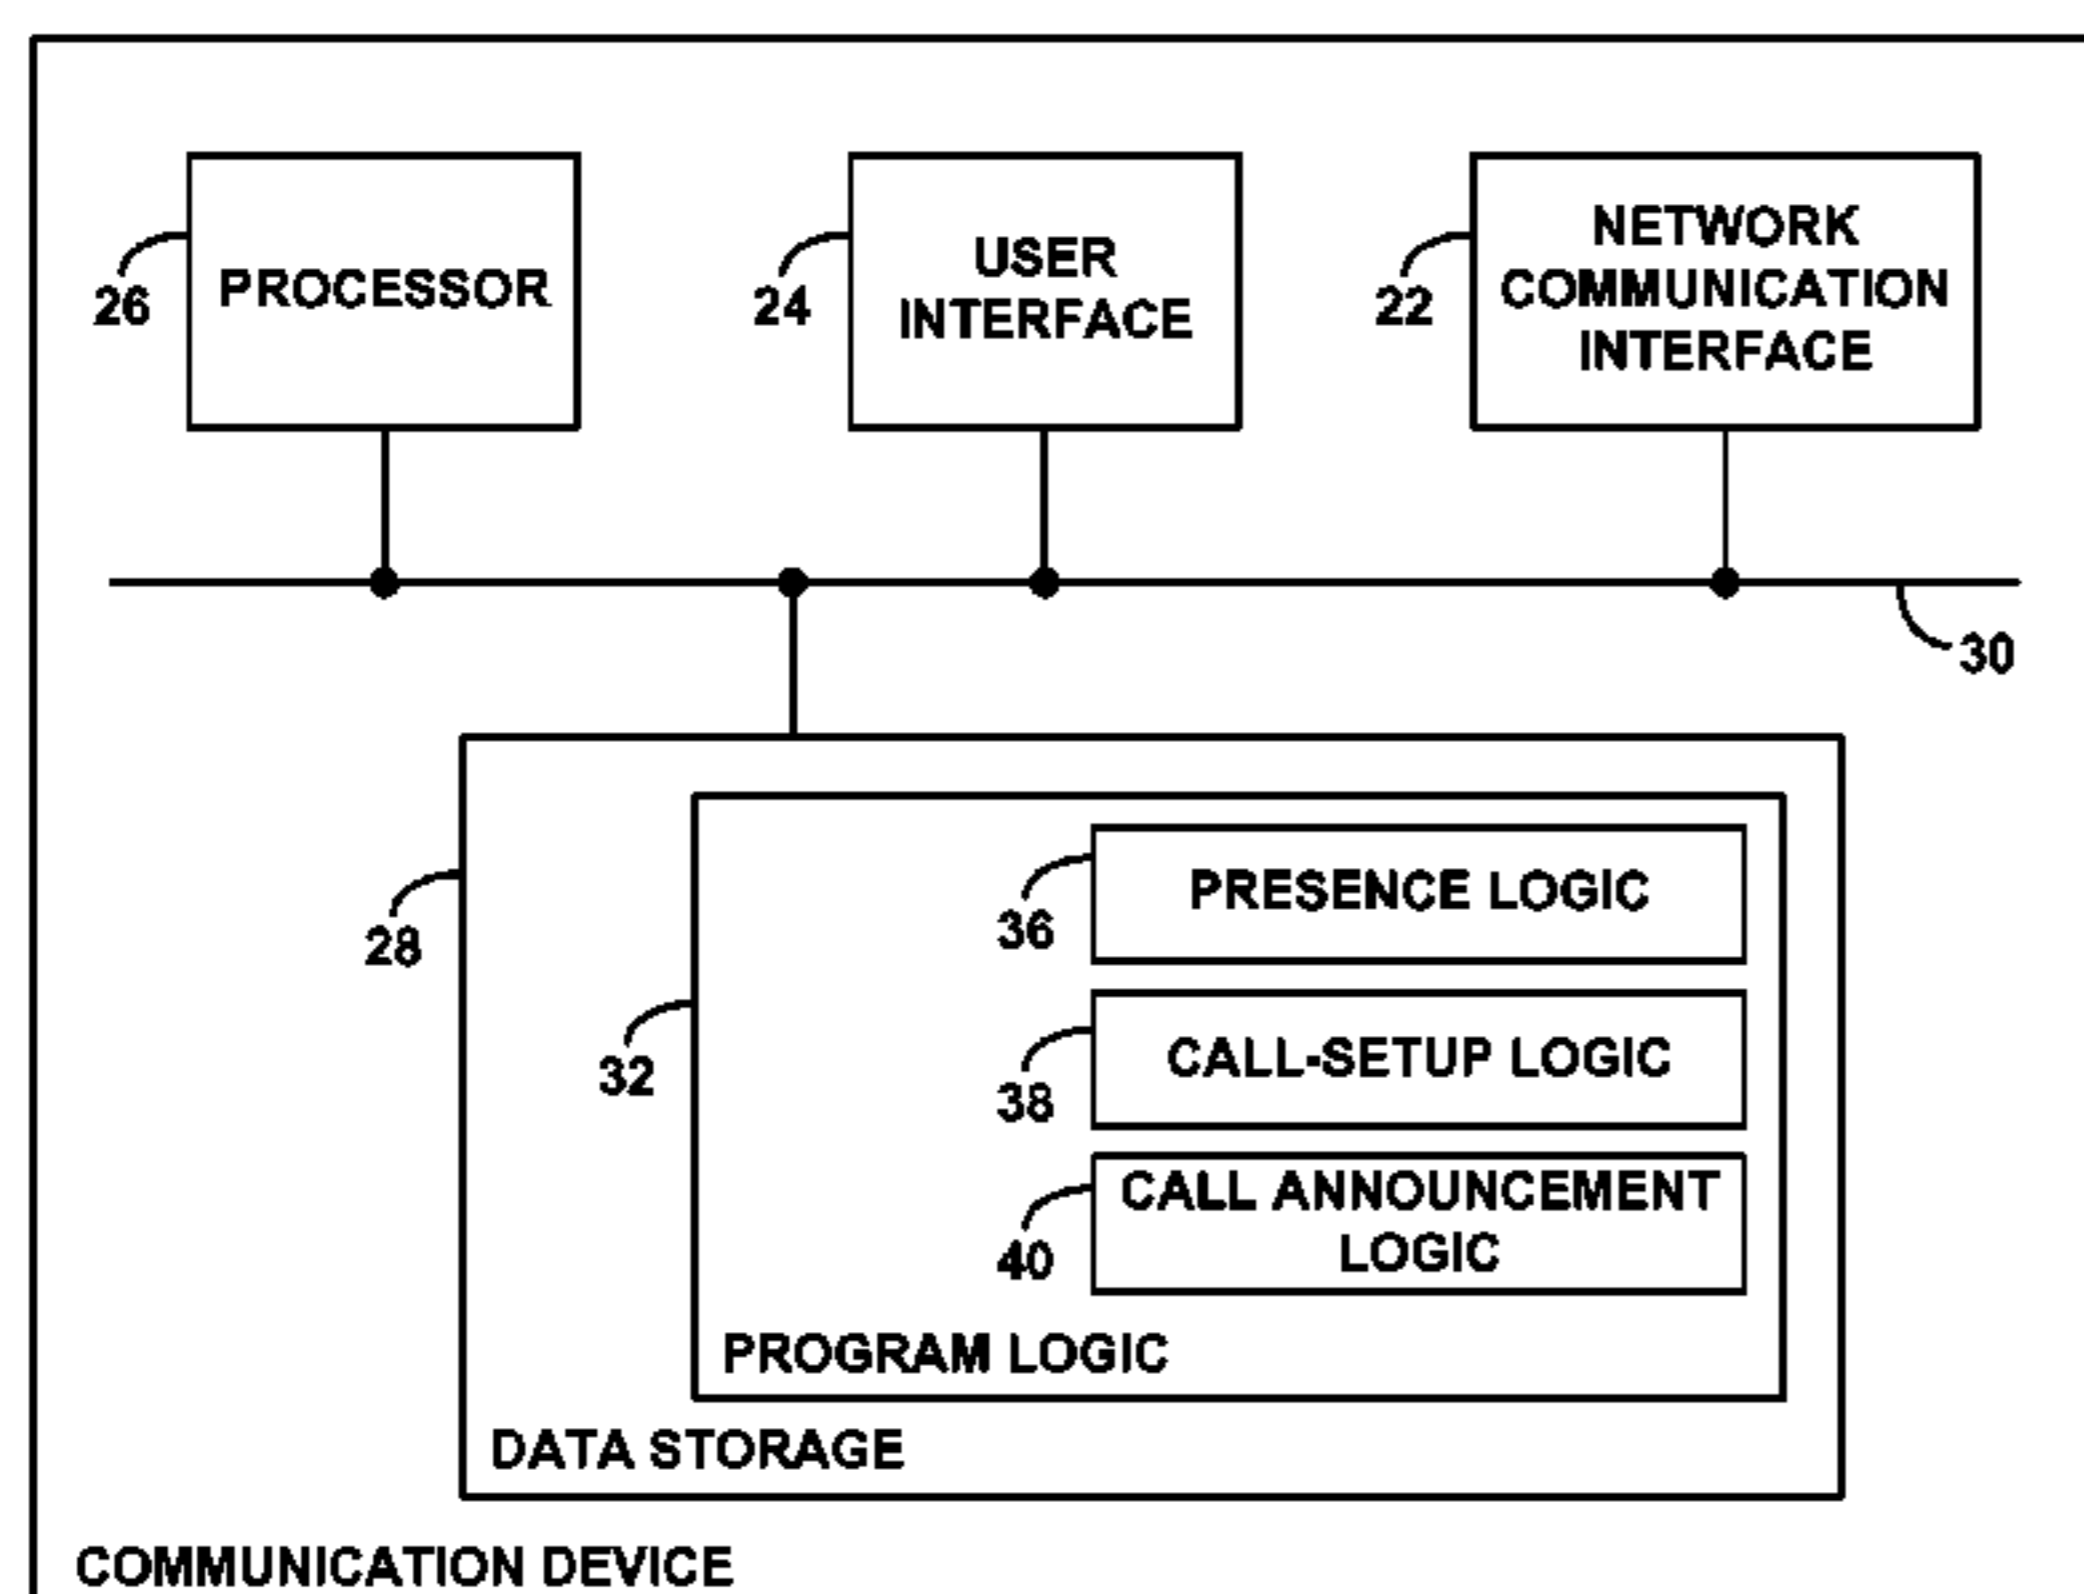 PROCESSOR
26
USER
INTERFACE
24
NETWORK
COMMUNICATION
INTERFACE
22
30
PRESENCE LOGIC
36
28
CALL-SETUP LOGIC
38
32
CALL ANNOUNCEMENT
LOGIC
40
PROGRAM LOGIC
DATA STORAGE
COMMUNICATION DEVICE